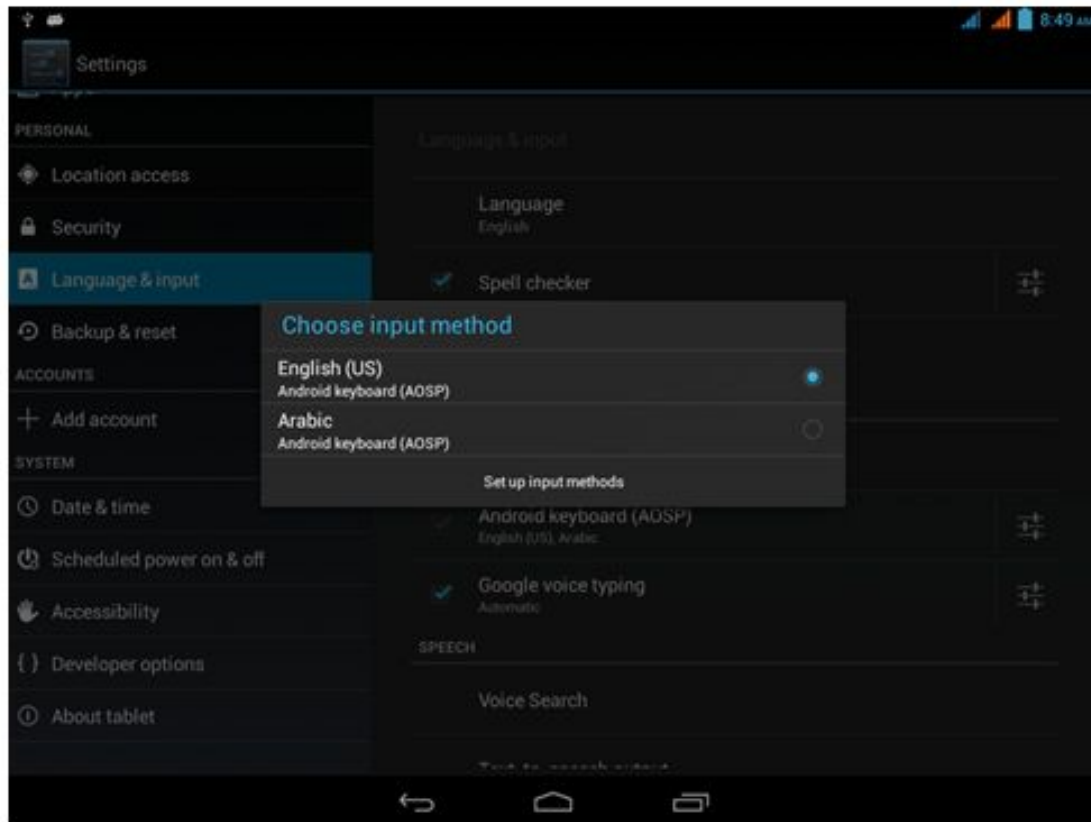 8:49 AM
Settings
PERSONAL
Location access
Security
Language & input
Backup & reset
ACCOUNTS
Add account
SYSTEM
Date & time
Scheduled power on & off
Accessibility
{ } Developer options
About tablet
Language & input
Language
English
Spell checker
Choose input method
English (US)
Android keyboard (AOSP)
Arabic
Android keyboard (AOSP)
Set up input methods
Android keyboard (AOSP)
English (US), Arabic
Google voice typing
Automatic
SPEECH
Voice Search